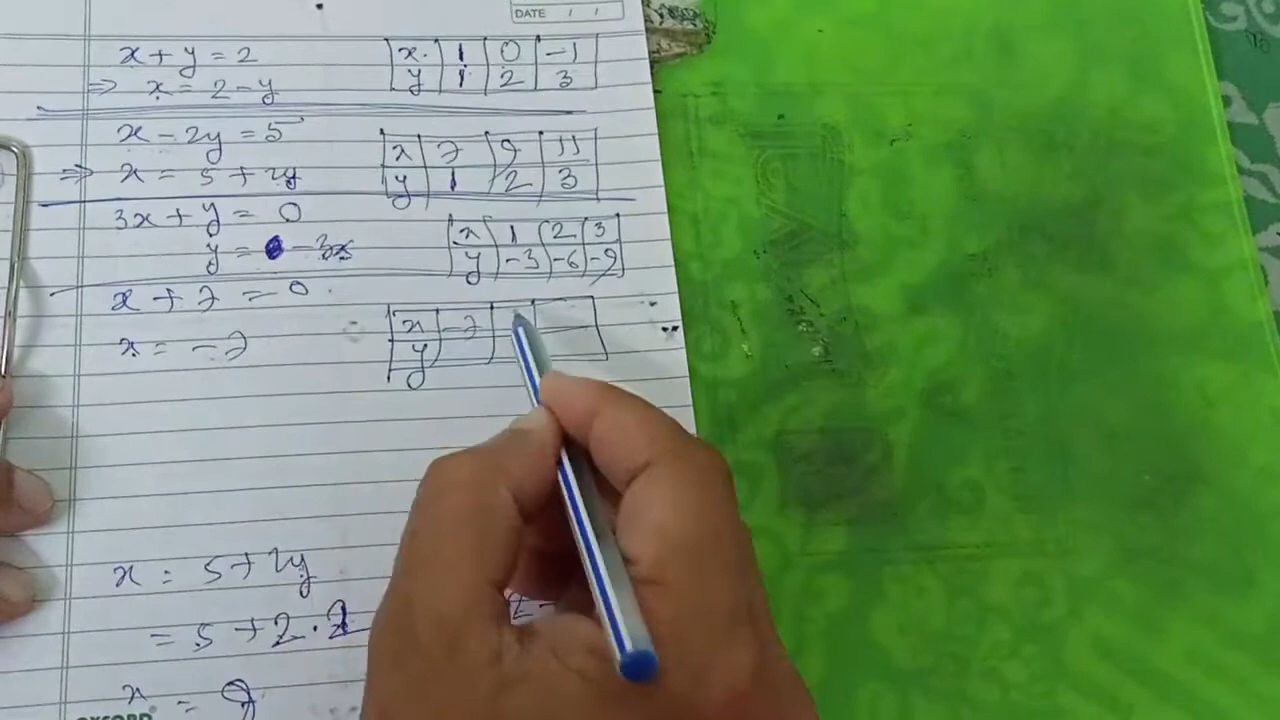 DATE / /
x + y = 2
⇒ x = 2 - y
x 1 0 -1
y 1 2 3
x - 2y = 5
⇒ x = 5 + 2y
x 7 9 11
y 1 2 3
3x + y = 0
y = -3x
x 1 2 3
y -3 -6 -9
x + 7 = 0
x = -7
x -7
y
x = 5 + 2y
= 5 + 2·2
x = 9
OXFORD